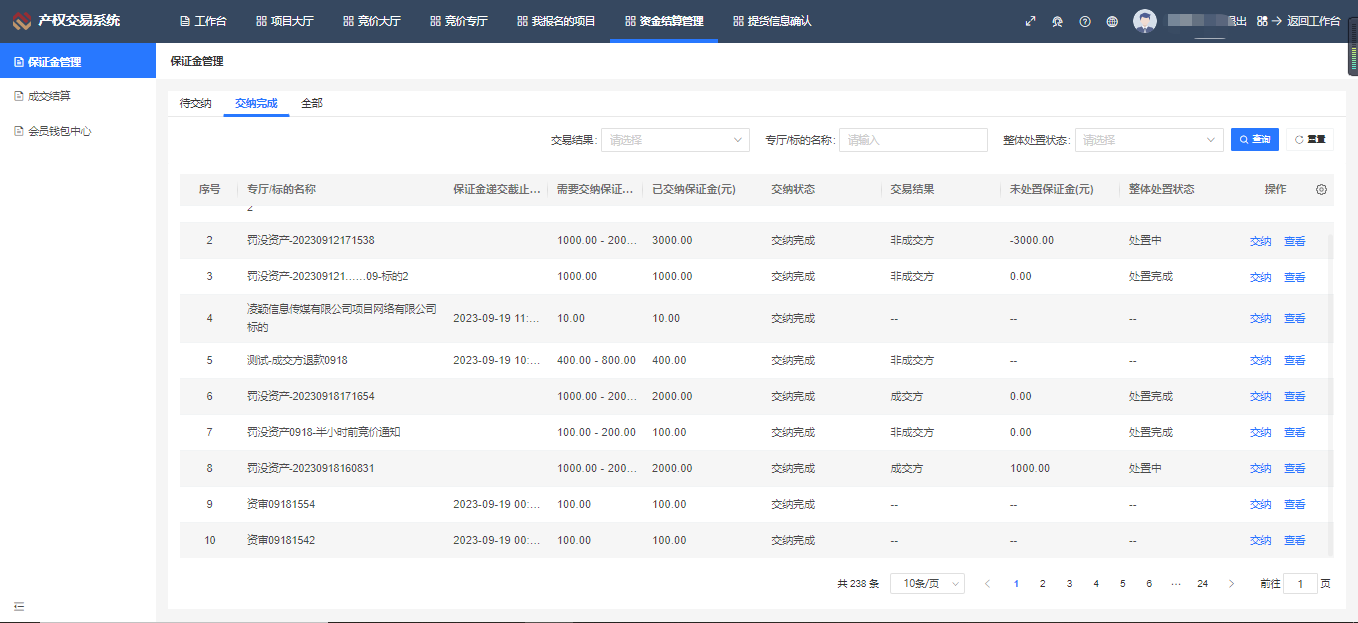 产权交易系统 工作台 项目大厅 竞价大厅 竞价专厅 我报名的项目 资金结算管理 提货信息确认 退出 返回工作台
保证金管理
成交结算
会员钱包中心
保证金管理
待交纳 交纳完成 全部
交易结果: 请选择 专厅/标的名称: 请输入 整体处置状态: 请选择 查询 重置
序号 专厅/标的名称 保证金递交截止... 需要交纳保证... 已交纳保证金(元) 交纳状态 交易结果 未处置保证金(元) 整体处置状态 操作
2
2 罚没资产-20230912171538 1000.00 - 200... 3000.00 交纳完成 非成交方 -3000.00 处置中 交纳 查看
3 罚没资产-202309121……09-标的2 1000.00 1000.00 交纳完成 非成交方 0.00 处置完成 交纳 查看
4 凌颖信息传媒有限公司项目网络有限公司标的 2023-09-19 11:... 10.00 10.00 交纳完成 -- -- -- 交纳 查看
5 测试-成交方退款0918 2023-09-19 10:... 400.00 - 800.00 400.00 交纳完成 非成交方 -- -- 交纳 查看
6 罚没资产-20230918171654 1000.00 - 200... 2000.00 交纳完成 成交方 0.00 处置完成 交纳 查看
7 罚没资产0918-半小时前竞价通知 100.00 - 200.00 100.00 交纳完成 非成交方 0.00 处置完成 交纳 查看
8 罚没资产-20230918160831 1000.00 - 200... 2000.00 交纳完成 成交方 1000.00 处置中 交纳 查看
9 资审09181554 2023-09-19 00:... 100.00 100.00 交纳完成 -- -- -- 交纳 查看
10 资审09181542 2023-09-19 00:... 100.00 100.00 交纳完成 -- -- -- 交纳 查看
共 238 条 10条/页 1 2 3 4 5 6 ··· 24 前往 1 页